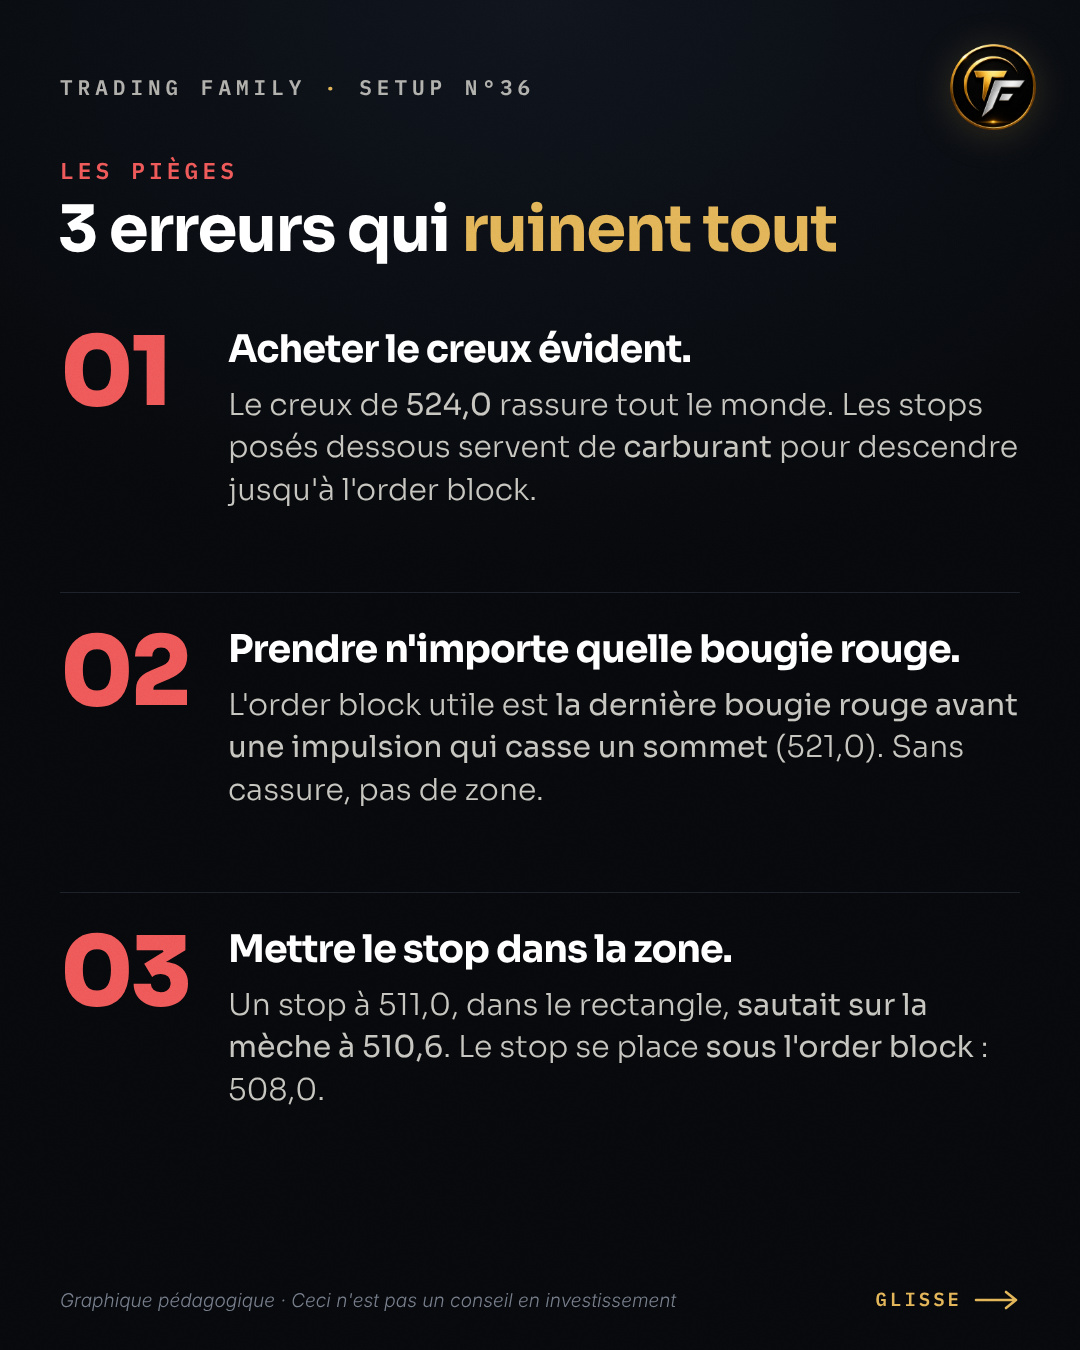 TRADING FAMILY · SETUP N°36
TF
LES PIÈGES
3 erreurs qui ruinent tout
01
Acheter le creux évident.
Le creux de 524,0 rassure tout le monde. Les stops
posés dessous servent de carburant pour descendre
jusqu'à l'order block.
02
Prendre n'importe quelle bougie rouge.
L'order block utile est la dernière bougie rouge avant
une impulsion qui casse un sommet (521,0). Sans
cassure, pas de zone.
03
Mettre le stop dans la zone.
Un stop à 511,0, dans le rectangle, sautait sur la
mèche à 510,6. Le stop se place sous l'order block :
508,0.
Graphique pédagogique · Ceci n'est pas un conseil en investissement
GLISSE →